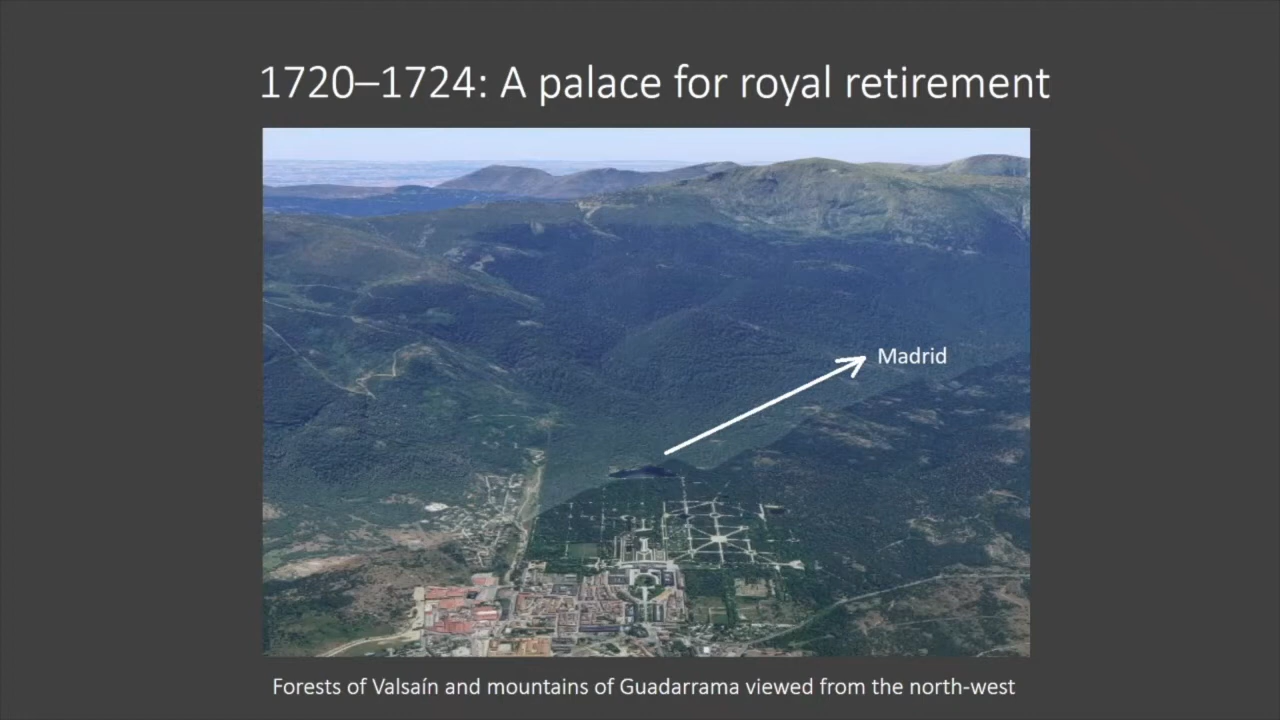 1720–1724: A palace for royal retirement
Madrid
Forests of Valsaín and mountains of Guadarrama viewed from the north-west